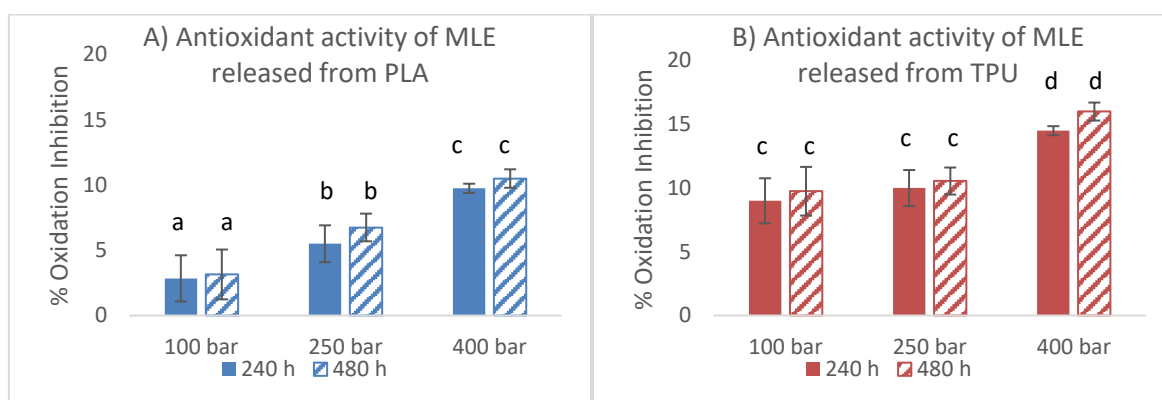 A) Antioxidant activity of MLE
released from PLA
% Oxidation Inhibition
20
15
10
5
0
a a
b b
c c
100 bar 250 bar 400 bar
240 h 480 h
B) Antioxidant activity of MLE
released from TPU
% Oxidation Inhibition
20
15
10
5
0
c c
c c
d d
100 bar 250 bar 400 bar
240 h 480 h